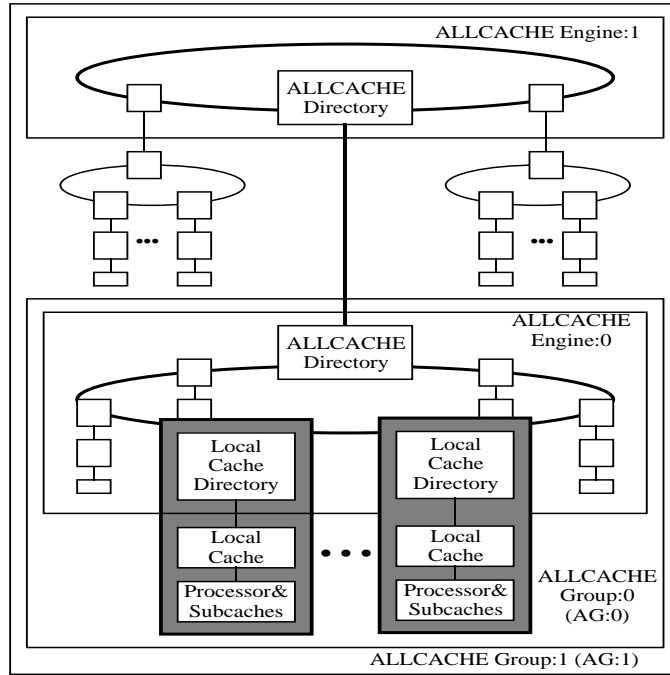 ALLCACHE Engine:1
ALLCACHE
Directory
ALLCACHE
Engine:0
ALLCACHE
Directory
Local
Cache
Directory
Local
Cache
Processor&
Subcaches
Local
Cache
Directory
Local
Cache
Processor&
Subcaches
ALLCACHE
Group:0
(AG:0)
ALLCACHE Group:1 (AG:1)